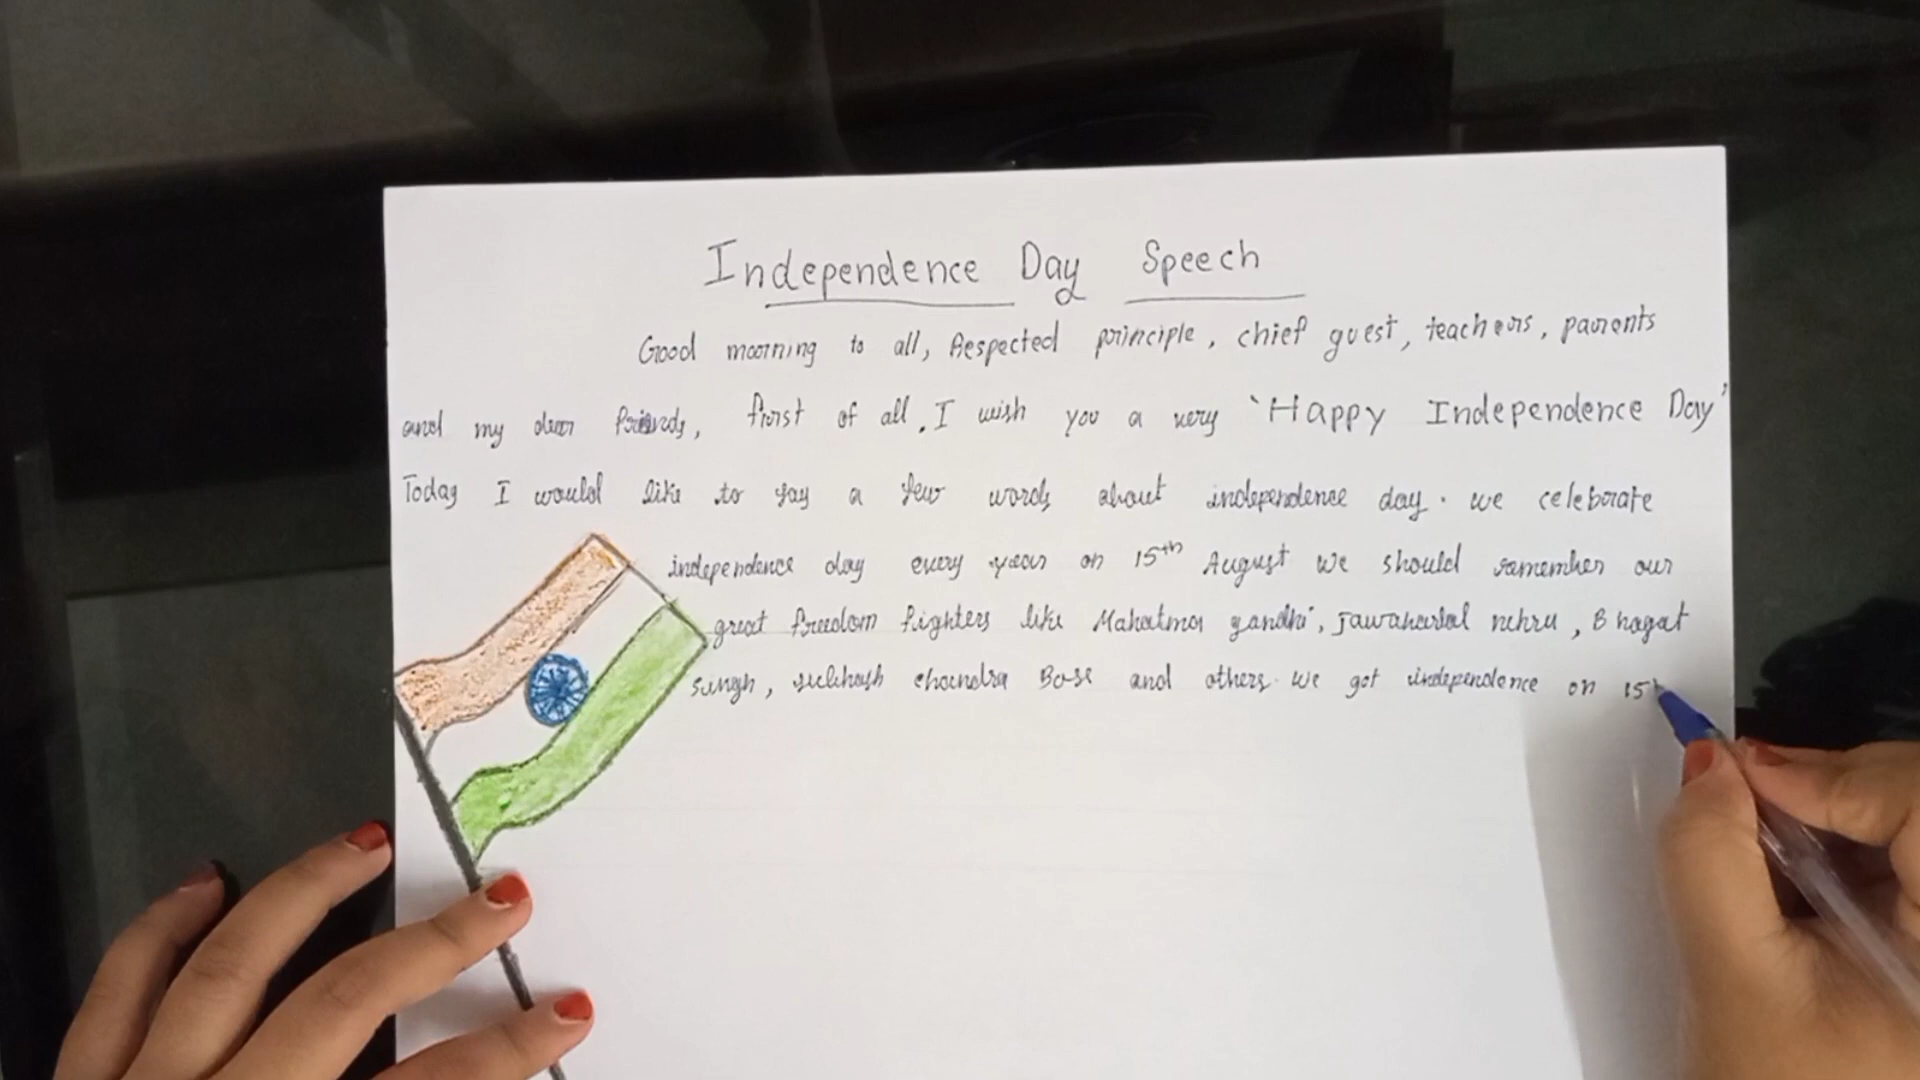 Independence Day Speech
Good morning to all, Respected principle, chief guest, teachers, parents
and my dear friends, first of all, I wish you a very 'Happy Independence Day'
Today I would like to say a few words about independence day. we celebrate
independence day every year on 15th August we should remember our
great freedom fighters like Mahatma gandhi, Jawaharlal nehru, Bhagat
singh, subhash chandra Bose and others. We got independence on 15